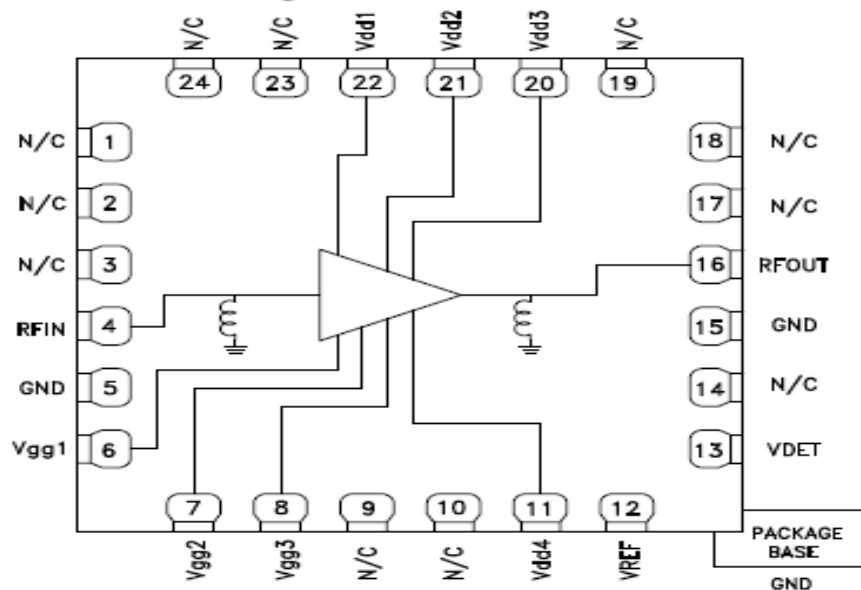 N/C
N/C
Vdd1
Vdd2
Vdd3
N/C
24
23
22
21
20
19
N/C 1
N/C 2
N/C 3
RFIN 4
GND 5
Vgg1 6
18 N/C
17 N/C
16 RFOUT
15 GND
14 N/C
13 VDET
7
8
9
10
11
12
Vgg2
Vgg3
N/C
N/C
Vdd4
VREF
PACKAGE
BASE
GND